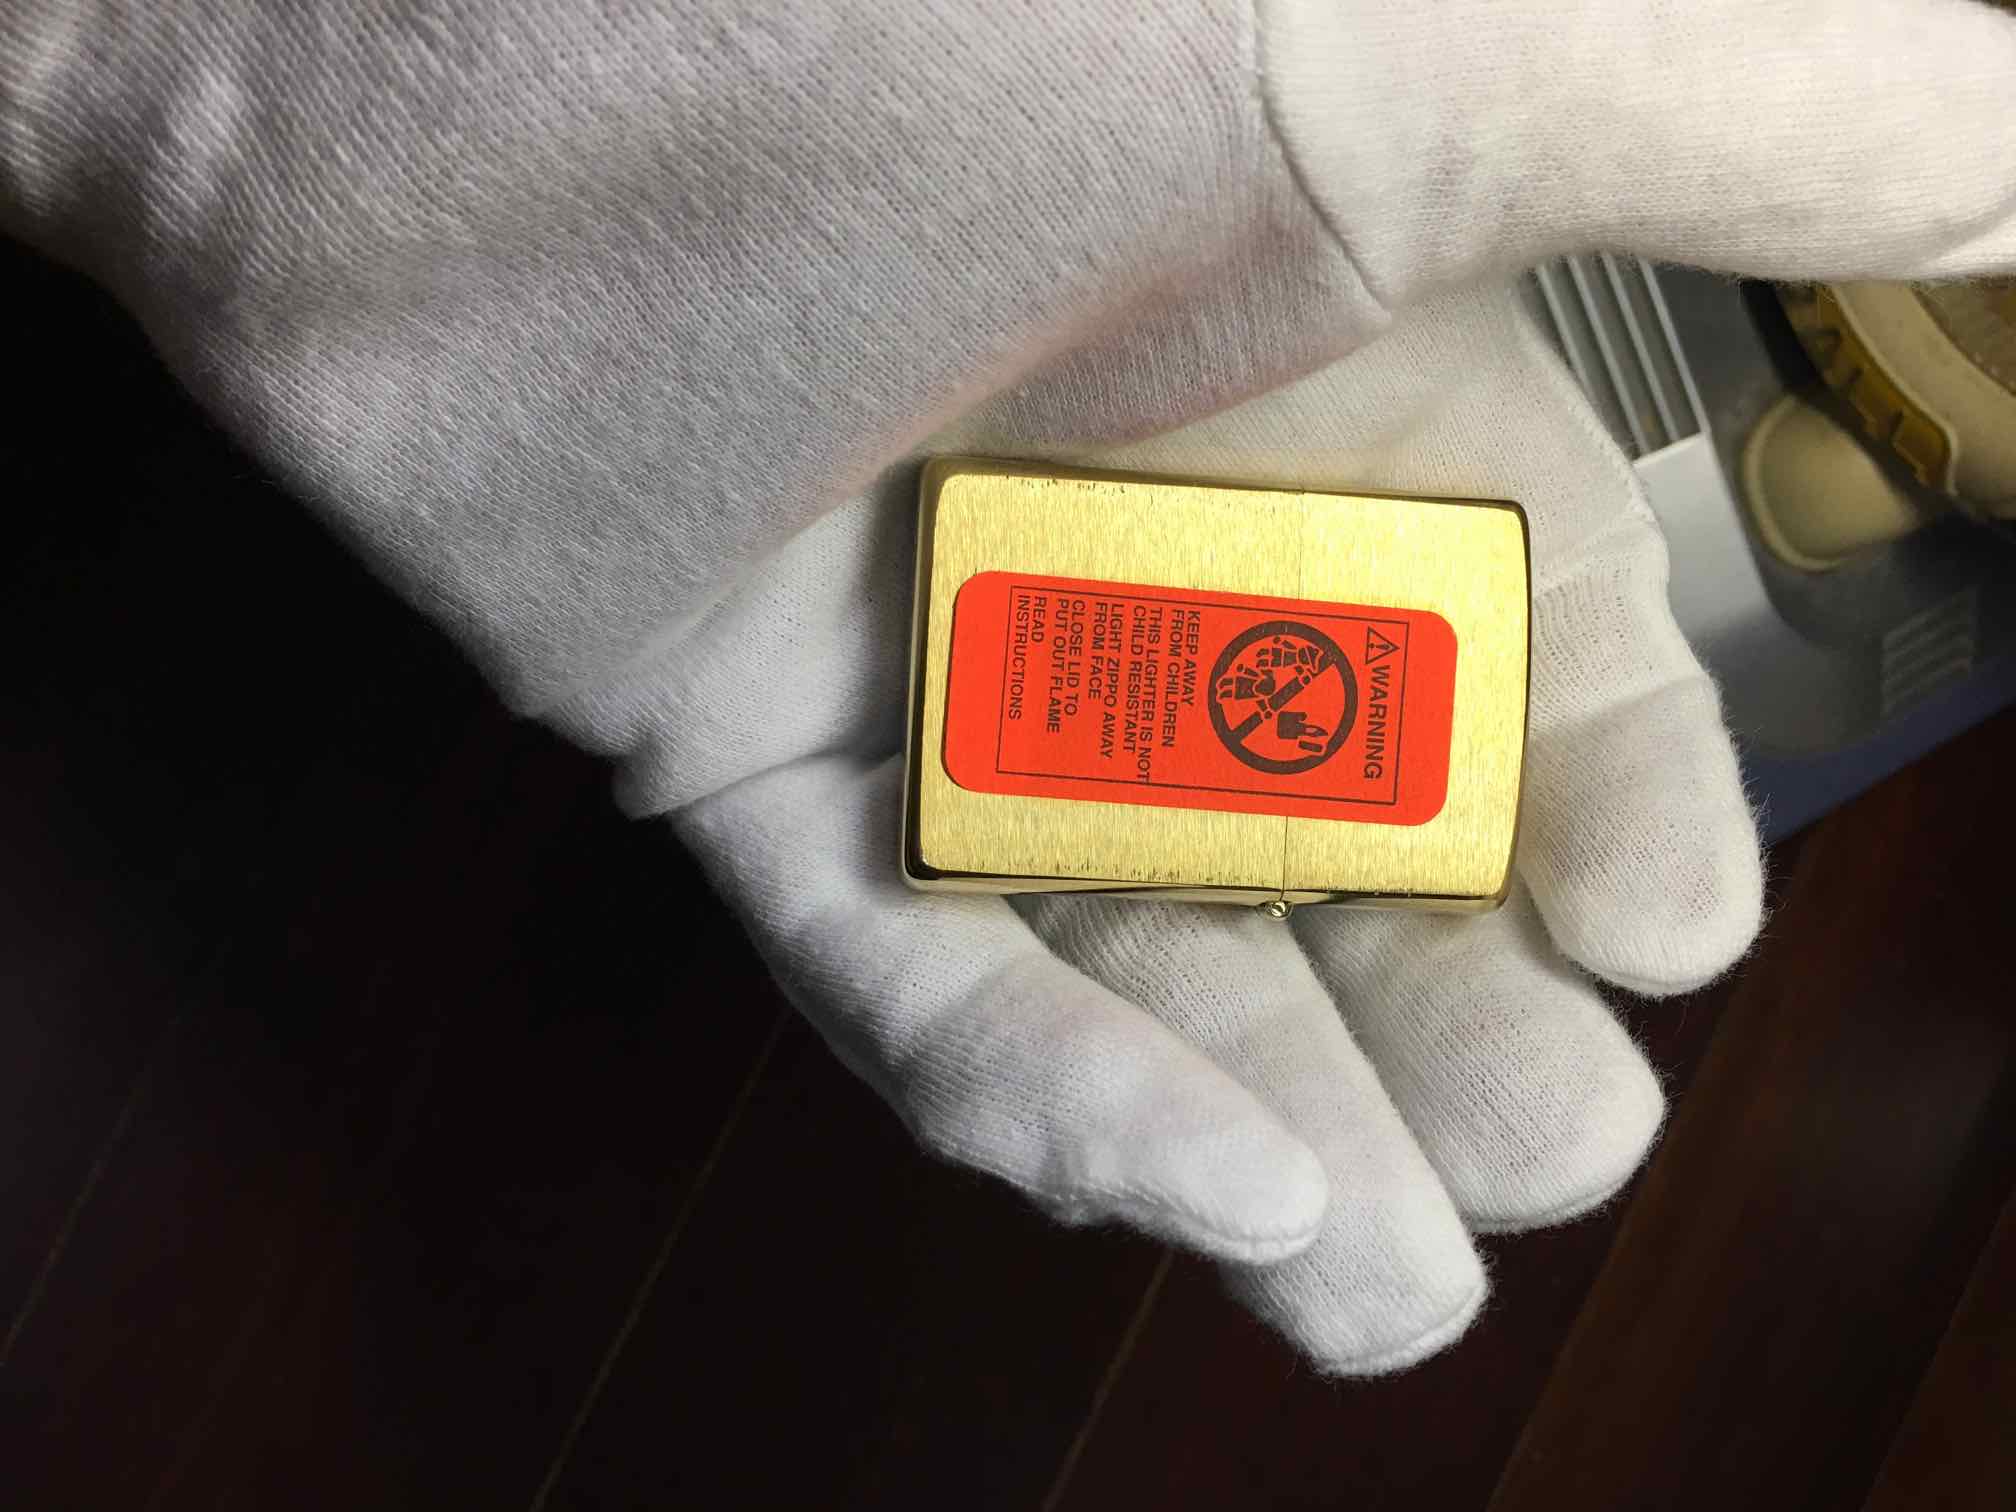 WARNING
KEEP AWAY
FROM CHILDREN
THIS LIGHTER IS NOT
CHILD RESISTANT
LIGHT ZIPPO AWAY
FROM FACE
CLOSE LID TO
PUT OUT FLAME
READ
INSTRUCTIONS